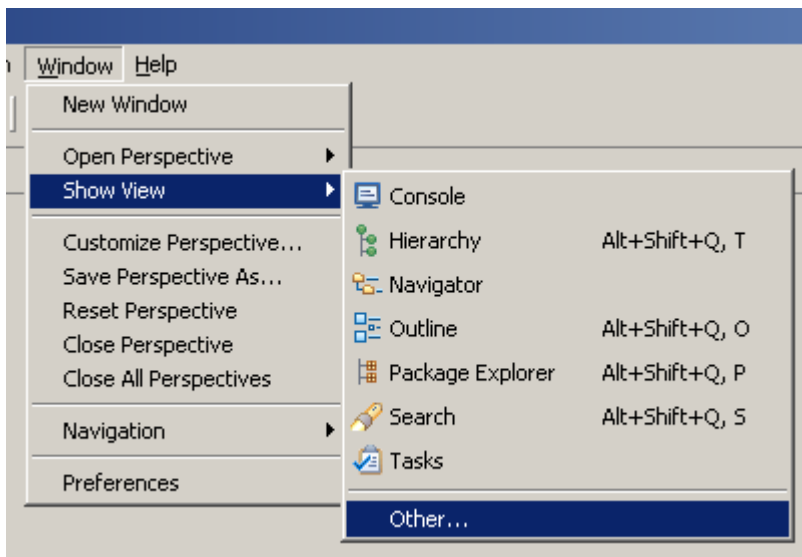 Window Help
New Window
Open Perspective
Show View
Customize Perspective...
Save Perspective As...
Reset Perspective
Close Perspective
Close All Perspectives
Navigation
Preferences
Console
Hierarchy Alt+Shift+Q, T
Navigator
Outline Alt+Shift+Q, O
Package Explorer Alt+Shift+Q, P
Search Alt+Shift+Q, S
Tasks
Other...